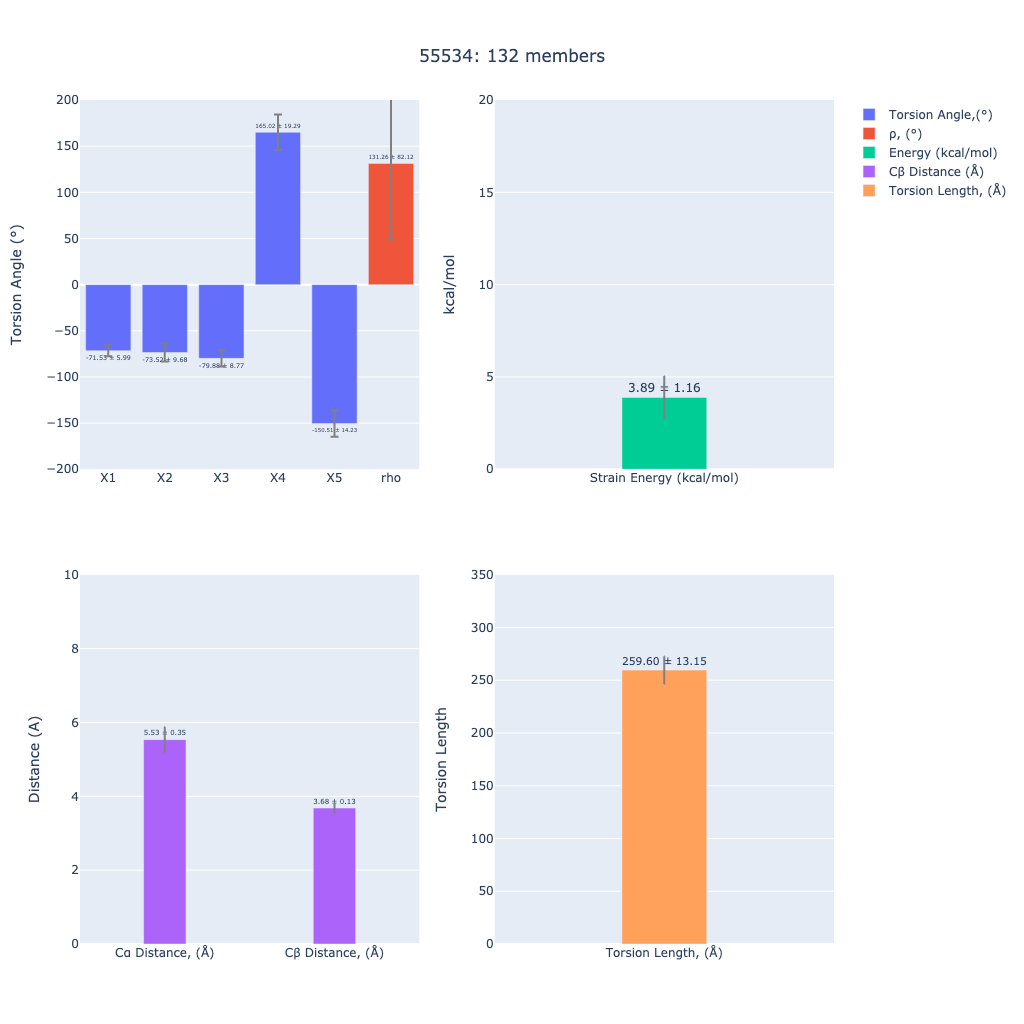 55534: 132 members
Torsion Angle (°)
200
150
100
50
0
−50
−100
−150
−200
-71.53 ± 5.99
-73.52 ± 9.68
-79.88 ± 8.77
165.02 ± 19.29
-150.51 ± 14.23
131.26 ± 82.12
X1 X2 X3 X4 X5 rho
kcal/mol
20
15
10
5
0
3.89 ± 1.16
Strain Energy (kcal/mol)
Torsion Angle,(°)
ρ, (°)
Energy (kcal/mol)
Cβ Distance (Å)
Torsion Length, (Å)
Distance (A)
10
8
6
4
2
0
5.53 ± 0.35
3.68 ± 0.13
Cα Distance, (Å) Cβ Distance, (Å)
Torsion Length
350
300
250
200
150
100
50
0
259.60 ± 13.15
Torsion Length, (Å)